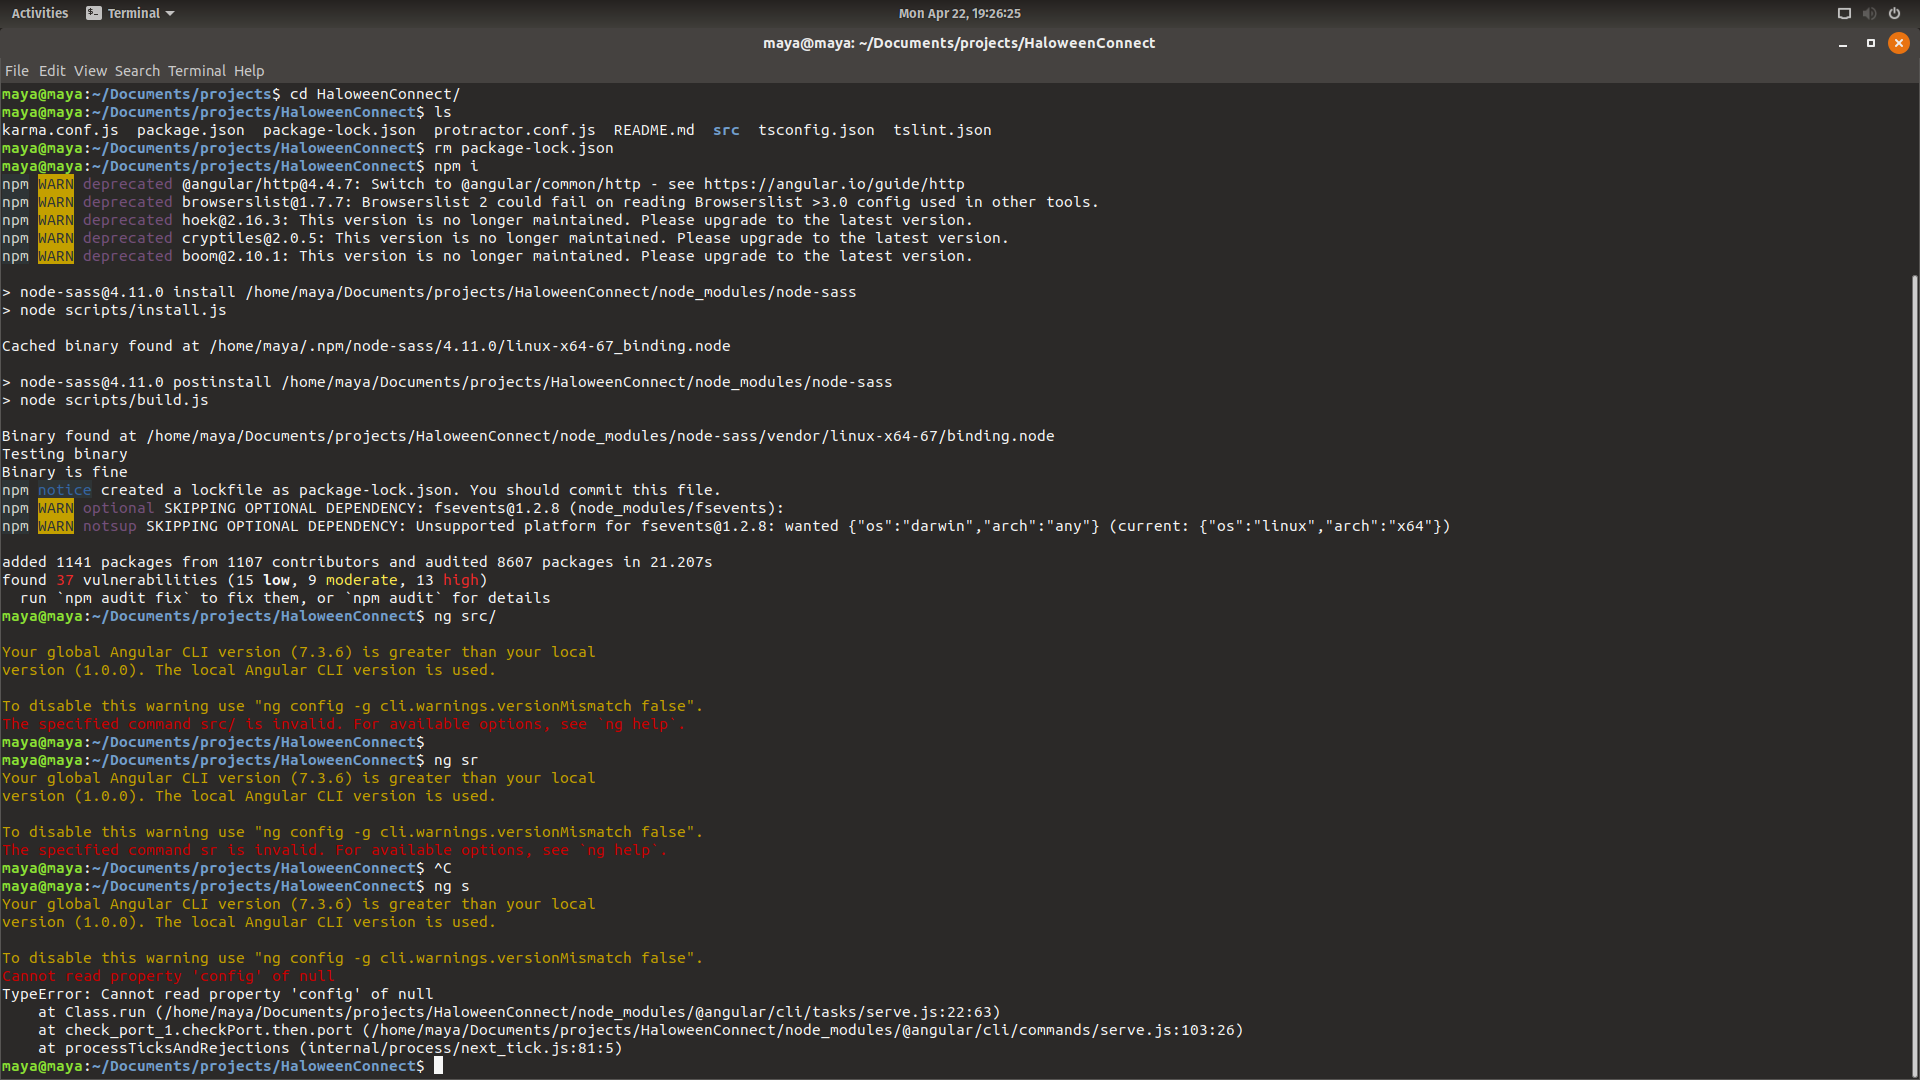 Activities Terminal Mon Apr 22, 19:26:25
maya@maya: ~/Documents/projects/HaloweenConnect
File Edit View Search Terminal Help
maya@maya:~/Documents/projects$ cd HaloweenConnect/
maya@maya:~/Documents/projects/HaloweenConnect$ ls
karma.conf.js  package.json  package-lock.json  protractor.conf.js  README.md  src  tsconfig.json  tslint.json
maya@maya:~/Documents/projects/HaloweenConnect$ rm package-lock.json
maya@maya:~/Documents/projects/HaloweenConnect$ npm i
npm WARN deprecated @angular/http@4.4.7: Switch to @angular/common/http - see https://angular.io/guide/http
npm WARN deprecated browserslist@1.7.7: Browserslist 2 could fail on reading Browserslist >3.0 config used in other tools.
npm WARN deprecated hoek@2.16.3: This version is no longer maintained. Please upgrade to the latest version.
npm WARN deprecated cryptiles@2.0.5: This version is no longer maintained. Please upgrade to the latest version.
npm WARN deprecated boom@2.10.1: This version is no longer maintained. Please upgrade to the latest version.
> node-sass@4.11.0 install /home/maya/Documents/projects/HaloweenConnect/node_modules/node-sass
> node scripts/install.js
Cached binary found at /home/maya/.npm/node-sass/4.11.0/linux-x64-67_binding.node
> node-sass@4.11.0 postinstall /home/maya/Documents/projects/HaloweenConnect/node_modules/node-sass
> node scripts/build.js
Binary found at /home/maya/Documents/projects/HaloweenConnect/node_modules/node-sass/vendor/linux-x64-67/binding.node
Testing binary
Binary is fine
npm notice created a lockfile as package-lock.json. You should commit this file.
npm WARN optional SKIPPING OPTIONAL DEPENDENCY: fsevents@1.2.8 (node_modules/fsevents):
npm WARN notsup SKIPPING OPTIONAL DEPENDENCY: Unsupported platform for fsevents@1.2.8: wanted {"os":"darwin","arch":"any"} (current: {"os":"linux","arch":"x64"})
added 1141 packages from 1107 contributors and audited 8607 packages in 21.207s
found 37 vulnerabilities (15 low, 9 moderate, 13 high)
  run `npm audit fix` to fix them, or `npm audit` for details
maya@maya:~/Documents/projects/HaloweenConnect$ ng src/
Your global Angular CLI version (7.3.6) is greater than your local
version (1.0.0). The local Angular CLI version is used.
To disable this warning use "ng config -g cli.warnings.versionMismatch false".
The specified command src/ is invalid. For available options, see `ng help`.
maya@maya:~/Documents/projects/HaloweenConnect$
maya@maya:~/Documents/projects/HaloweenConnect$ ng sr
Your global Angular CLI version (7.3.6) is greater than your local
version (1.0.0). The local Angular CLI version is used.
To disable this warning use "ng config -g cli.warnings.versionMismatch false".
The specified command sr is invalid. For available options, see `ng help`.
maya@maya:~/Documents/projects/HaloweenConnect$ ^C
maya@maya:~/Documents/projects/HaloweenConnect$ ng s
Your global Angular CLI version (7.3.6) is greater than your local
version (1.0.0). The local Angular CLI version is used.
To disable this warning use "ng config -g cli.warnings.versionMismatch false".
Cannot read property 'config' of null
TypeError: Cannot read property 'config' of null
    at Class.run (/home/maya/Documents/projects/HaloweenConnect/node_modules/@angular/cli/tasks/serve.js:22:63)
    at check_port_1.checkPort.then.port (/home/maya/Documents/projects/HaloweenConnect/node_modules/@angular/cli/commands/serve.js:103:26)
    at processTicksAndRejections (internal/process/next_tick.js:81:5)
maya@maya:~/Documents/projects/HaloweenConnect$